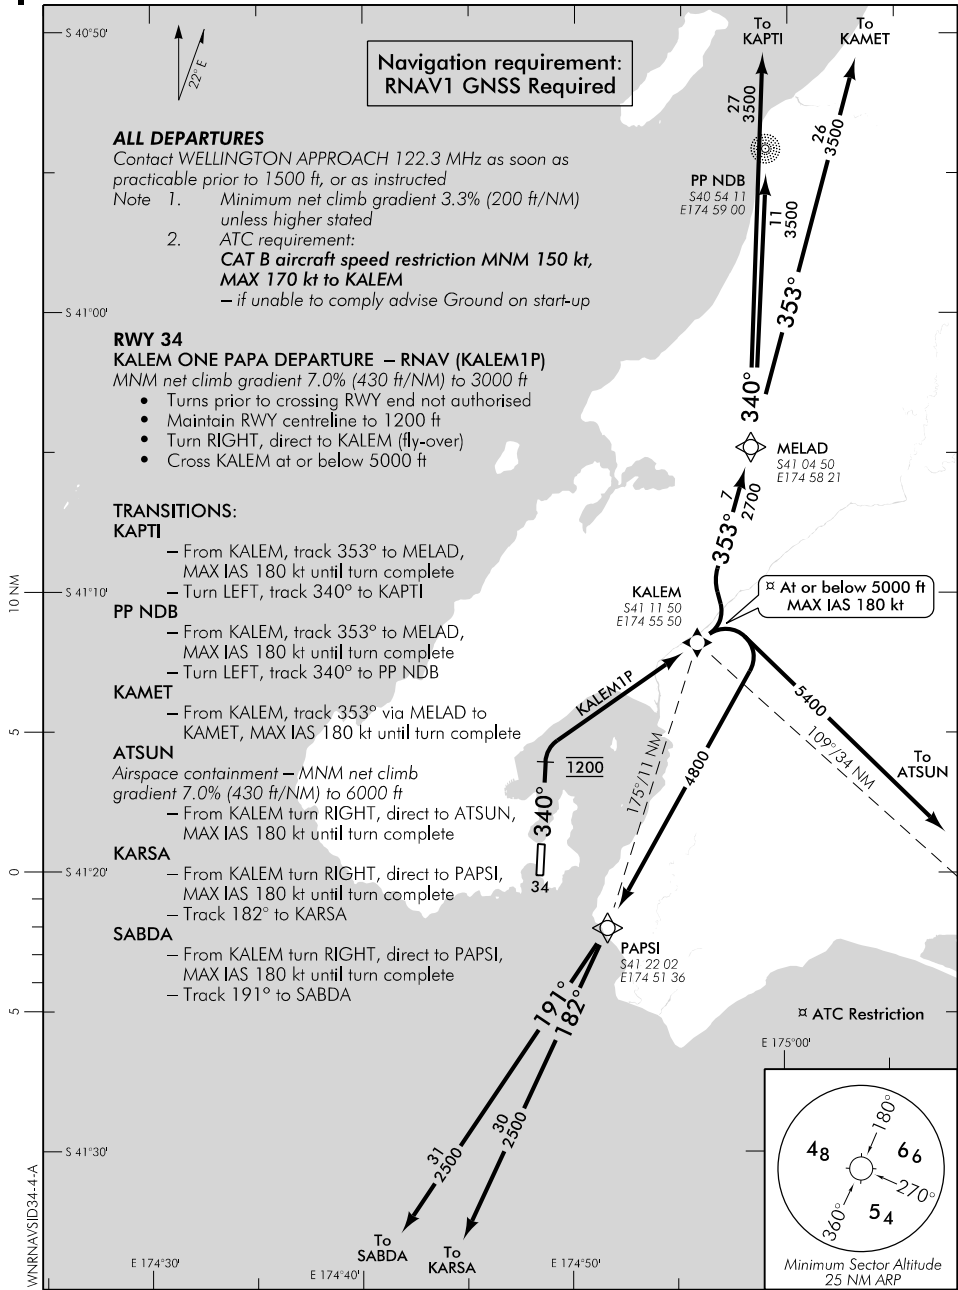 S 40°50'
22° E
Navigation requirement:
RNAV1 GNSS Required
To
KAPTI
To
KAMET
27
3500
26
3500
ALL DEPARTURES
Contact WELLINGTON APPROACH 122.3 MHz as soon as
practicable prior to 1500 ft, or as instructed
Note 1. Minimum net climb gradient 3.3% (200 ft/NM)
unless higher stated
2. ATC requirement:
CAT B aircraft speed restriction MNM 150 kt,
MAX 170 kt to KALEM
– if unable to comply advise Ground on start-up
PP NDB
S40 54 11
E174 59 00
11
3500
S 41°00'
353°
340°
RWY 34
KALEM ONE PAPA DEPARTURE – RNAV (KALEM1P)
MNM net climb gradient 7.0% (430 ft/NM) to 3000 ft
• Turns prior to crossing RWY end not authorised
• Maintain RWY centreline to 1200 ft
• Turn RIGHT, direct to KALEM (fly-over)
• Cross KALEM at or below 5000 ft
MELAD
S41 04 50
E174 58 21
7
2700
353°
TRANSITIONS:
KAPTI
– From KALEM, track 353° to MELAD,
MAX IAS 180 kt until turn complete
– Turn LEFT, track 340° to KAPTI
PP NDB
– From KALEM, track 353° to MELAD,
MAX IAS 180 kt until turn complete
– Turn LEFT, track 340° to PP NDB
KAMET
– From KALEM, track 353° via MELAD to
KAMET, MAX IAS 180 kt until turn complete
ATSUN
Airspace containment – MNM net climb
gradient 7.0% (430 ft/NM) to 6000 ft
– From KALEM turn RIGHT, direct to ATSUN,
MAX IAS 180 kt until turn complete
KARSA
– From KALEM turn RIGHT, direct to PAPSI,
MAX IAS 180 kt until turn complete
– Track 182° to KARSA
SABDA
– From KALEM turn RIGHT, direct to PAPSI,
MAX IAS 180 kt until turn complete
– Track 191° to SABDA
10 NM
S 41°10'
KALEM
S41 11 50
E174 55 50
¤ At or below 5000 ft
MAX IAS 180 kt
KALEM1P
5400
109°/34 NM
To
ATSUN
175°/11 NM
4800
5
1200
340°
34
0
S 41°20'
PAPSI
S41 22 02
E174 51 36
5
191°
182°
¤ ATC Restriction
E 175°00'
S 41°30'
31
2500
30
2500
180°
48
66
270°
360°
54
Minimum Sector Altitude
25 NM ARP
To
SABDA
To
KARSA
E 174°30'
E 174°40'
E 174°50'
WNRNAVSID34-4-A